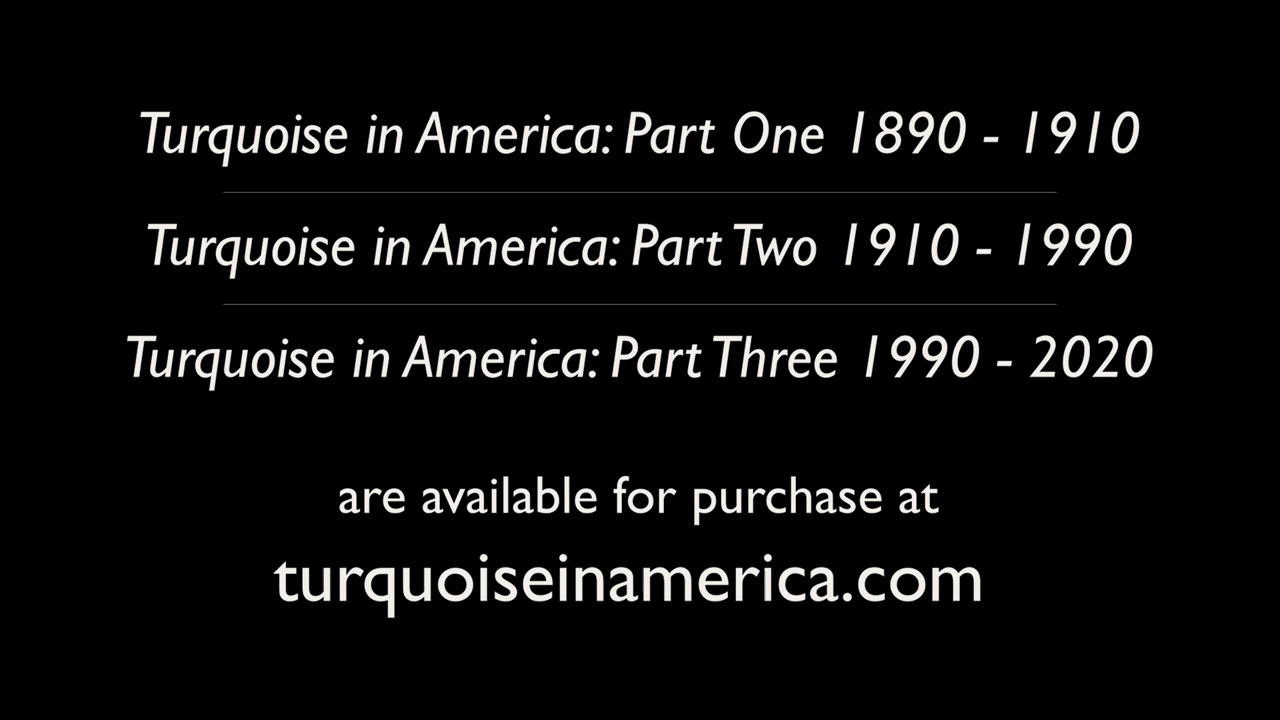 Turquoise in America: Part One 1890 - 1910
Turquoise in America: Part Two 1910 - 1990
Turquoise in America: Part Three 1990 - 2020
are available for purchase at
turquoiseinamerica.com